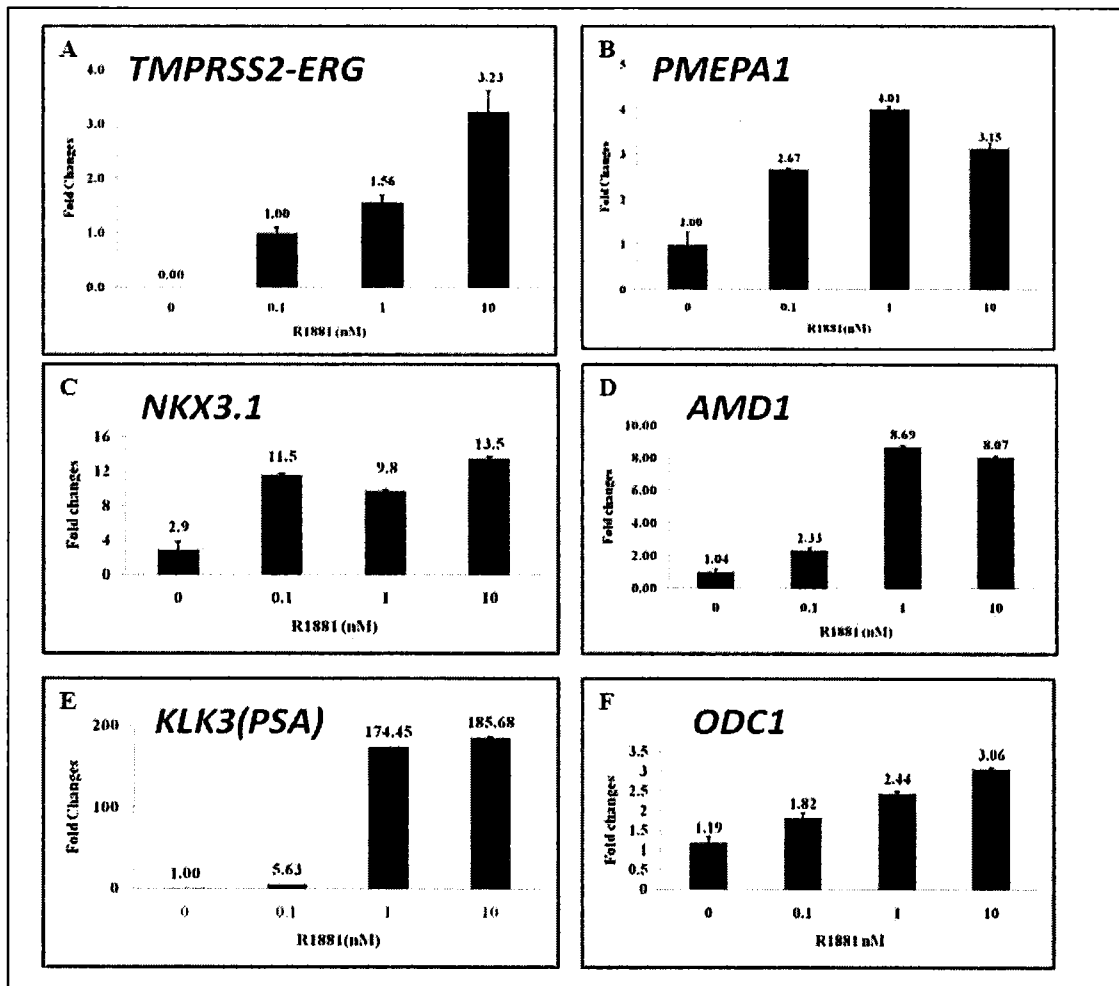 A
TMPRSS2-ERG
4.0
3.0
2.0
1.0
0.0
Fold Changes
0.00
1.00
1.56
3.23
0 0.1 1 10
R1881 (nM)
B
PMEPA1
5
4
3
2
1
0
Fold Changes
1.00
2.67
4.01
3.15
0 0.1 1 10
R1881(nM)
C
NKX3.1
16
12
8
4
0
Fold changes
2.9
11.5
9.8
13.5
0 0.1 1 10
R1881 (nM)
D
AMD1
10.00
8.00
6.00
4.00
2.00
0.00
Fold changes
1.04
2.33
8.69
8.07
0 0.1 1 10
R1881 (nM)
E
KLK3(PSA)
200
100
0
Fold Changes
1.00
5.63
174.45
185.68
0 0.1 1 10
R1881(nM)
F
ODC1
3.5
3
2.5
2
1.5
1
0.5
0
Fold changes
1.19
1.82
2.44
3.06
0 0.1 1 10
R1881 nM